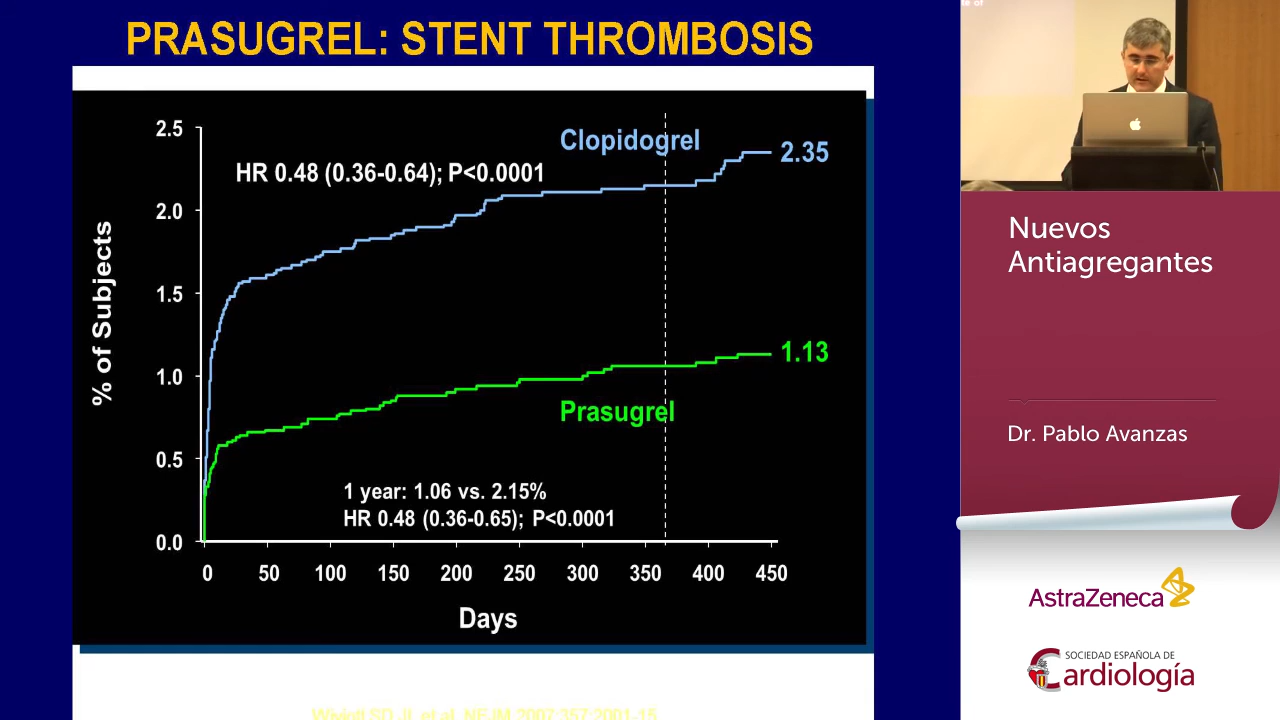 PRASUGREL: STENT THROMBOSIS
2.5
2.0
1.5
1.0
0.5
0.0
% of Subjects
HR 0.48 (0.36-0.64); P<0.0001
Clopidogrel
2.35
1.13
Prasugrel
1 year: 1.06 vs. 2.15%
HR 0.48 (0.36-0.65); P<0.0001
0 50 100 150 200 250 300 350 400 450
Days
Nuevos
Antiagregantes
Dr. Pablo Avanzas
AstraZeneca
SOCIEDAD ESPAÑOLA DE
Cardiología